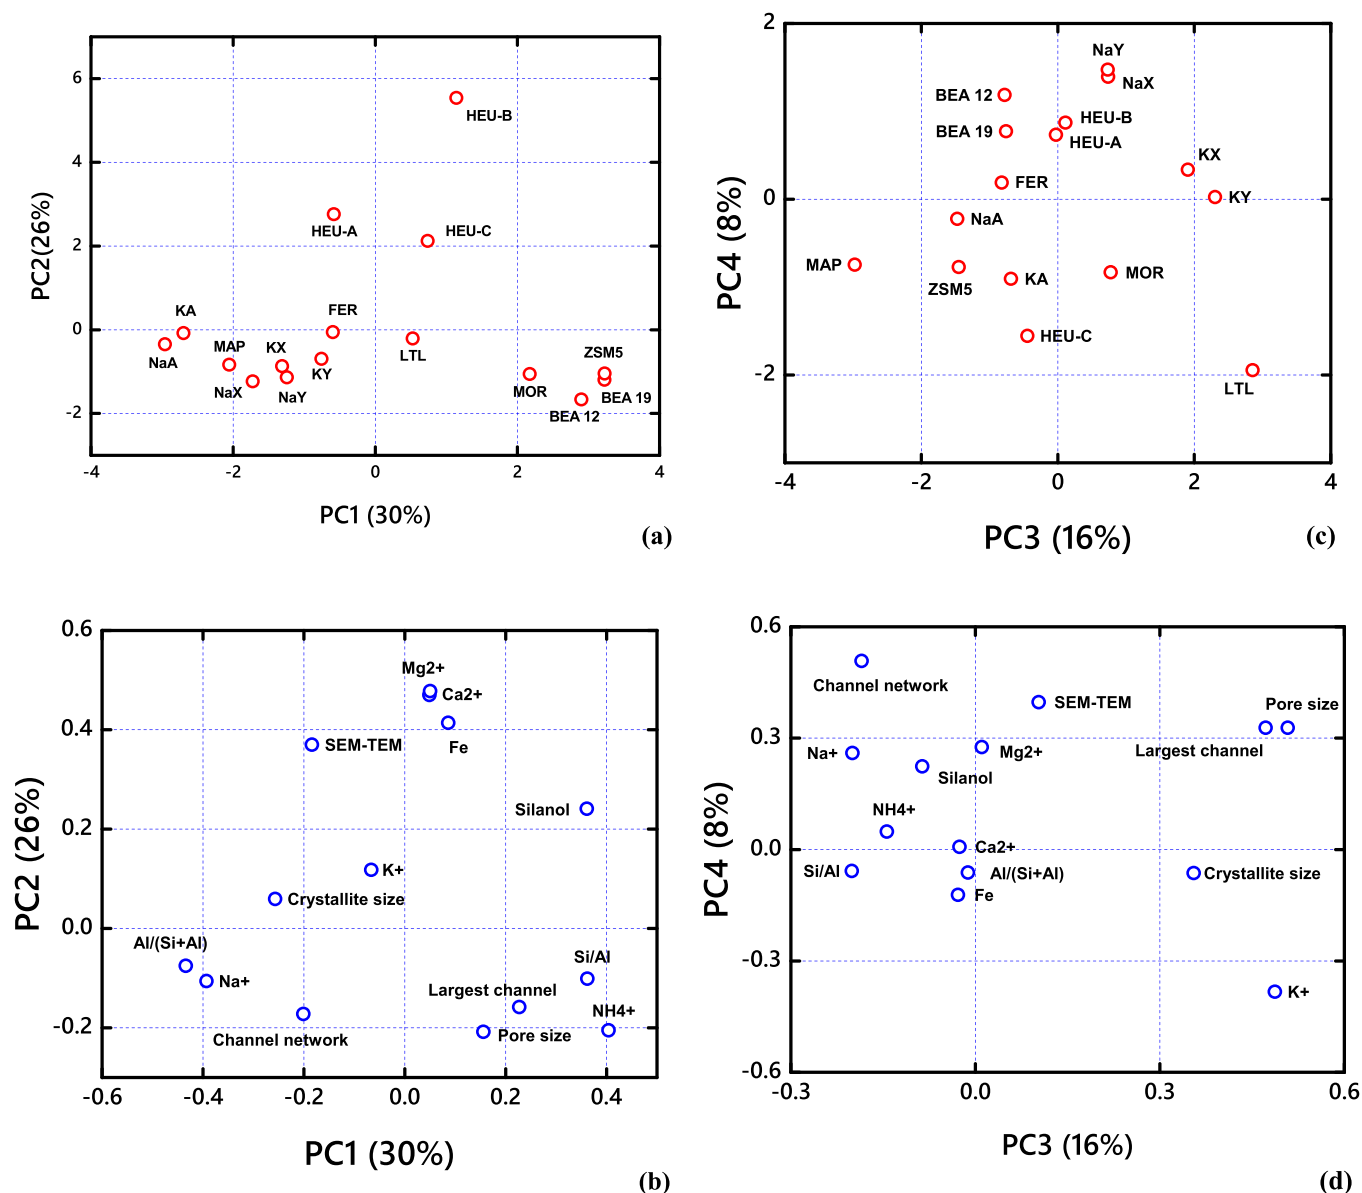 6
4
2
0
-2
-4
-2
0
2
4
PC2(26%)
PC1 (30%)
HEU-B
HEU-A
HEU-C
KA
FER
NaA
MAP
KX
LTL
ZSM5
NaX
NaY
KY
MOR
BEA 19
BEA 12
(a)
2
0
-2
-4
-2
0
2
4
PC4 (8%)
PC3 (16%)
NaY
NaX
BEA 12
HEU-B
BEA 19
HEU-A
KX
FER
KY
NaA
MAP
ZSM5
KA
MOR
HEU-C
LTL
(c)
0.6
0.4
0.2
0.0
-0.2
-0.6
-0.4
-0.2
0.0
0.2
0.4
PC2 (26%)
PC1 (30%)
Mg2+
Ca2+
Fe
SEM-TEM
Silanol
K+
Crystallite size
Al/(Si+Al)
Na+
Si/Al
Largest channel
NH4+
Channel network
Pore size
(b)
0.6
0.3
0.0
-0.3
-0.6
-0.3
0.0
0.3
0.6
PC4 (8%)
PC3 (16%)
Channel network
SEM-TEM
Pore size
Na+
Mg2+
Largest channel
Silanol
NH4+
Ca2+
Si/Al
Al/(Si+Al)
Crystallite size
Fe
K+
(d)